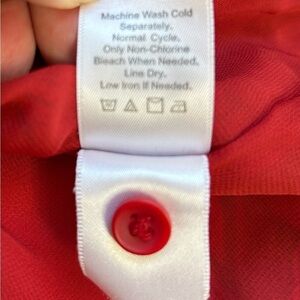 Machine Wash Cold
Separately.
Normal. Cycle.
Only Non-Chlorine
Bleach When Needed.
Line Dry.
Low Iron If Needed.